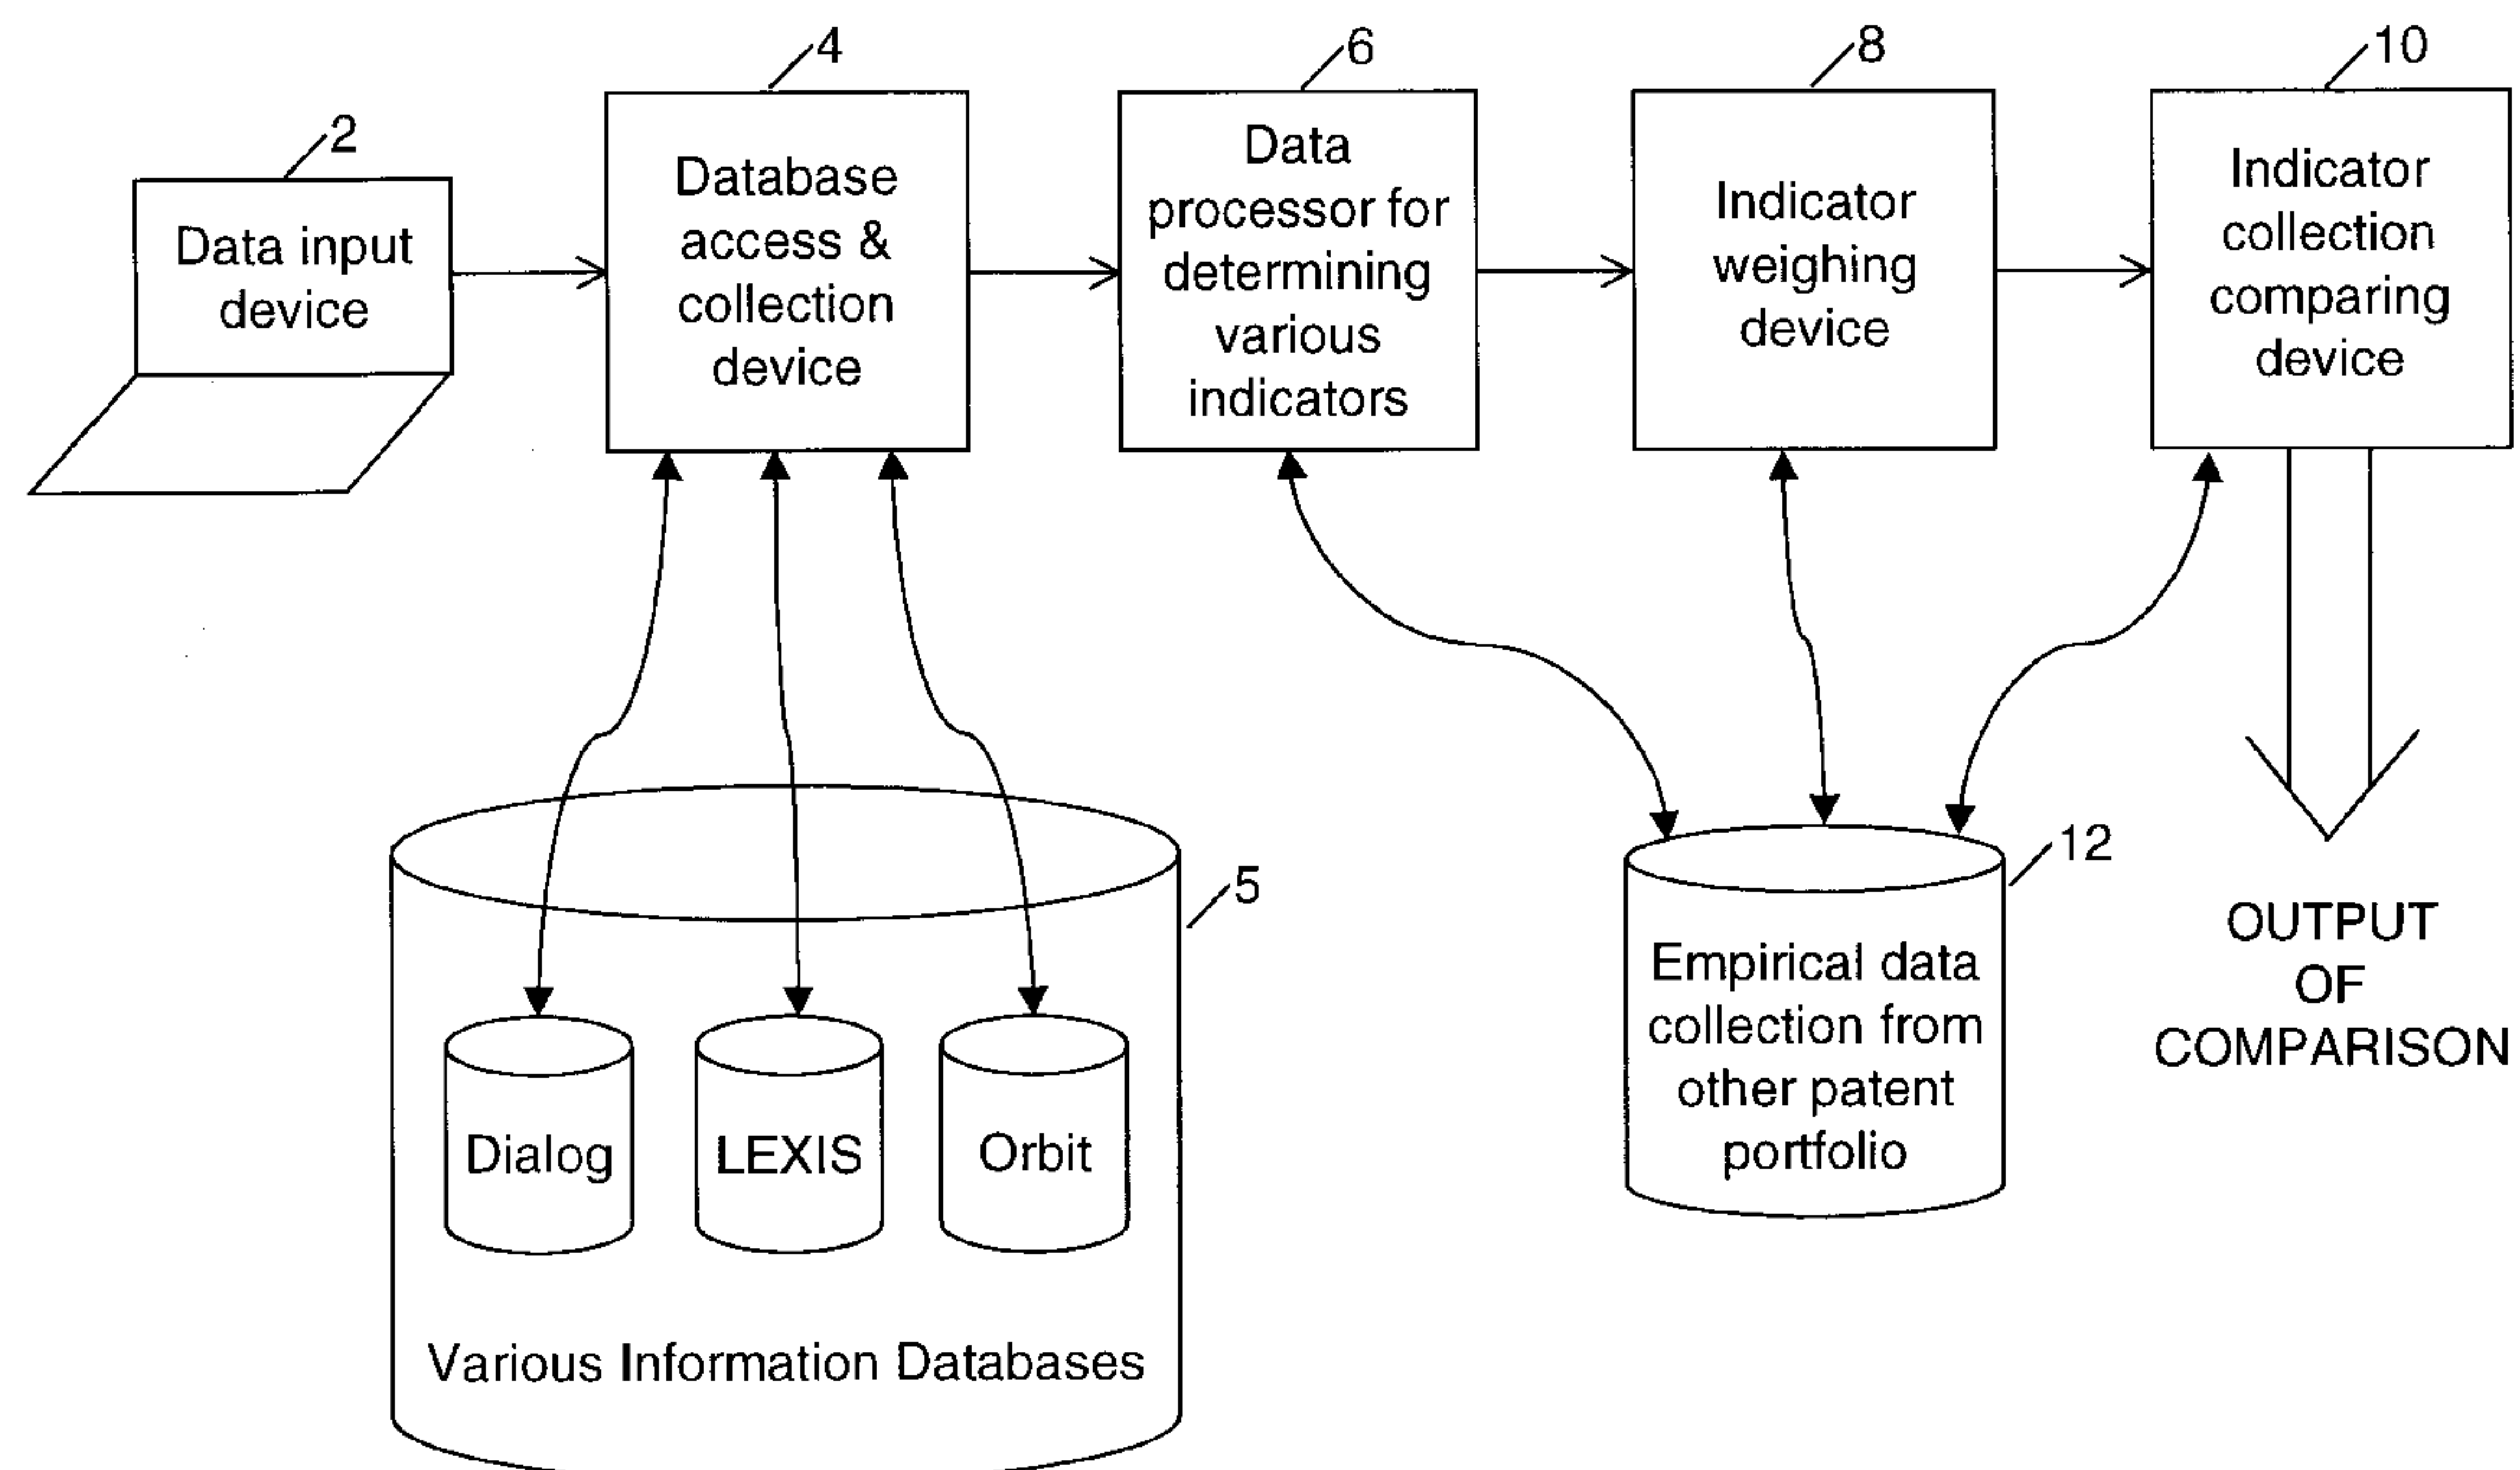 2
Data input
device
4
Database
access &
collection
device
6
Data
processor for
determining
various
indicators
8
Indicator
weighing
device
10
Indicator
collection
comparing
device
5
Dialog
LEXIS
Orbit
Various Information Databases
12
Empirical data
collection from
other patent
portfolio
OUTPUT
OF
COMPARISON